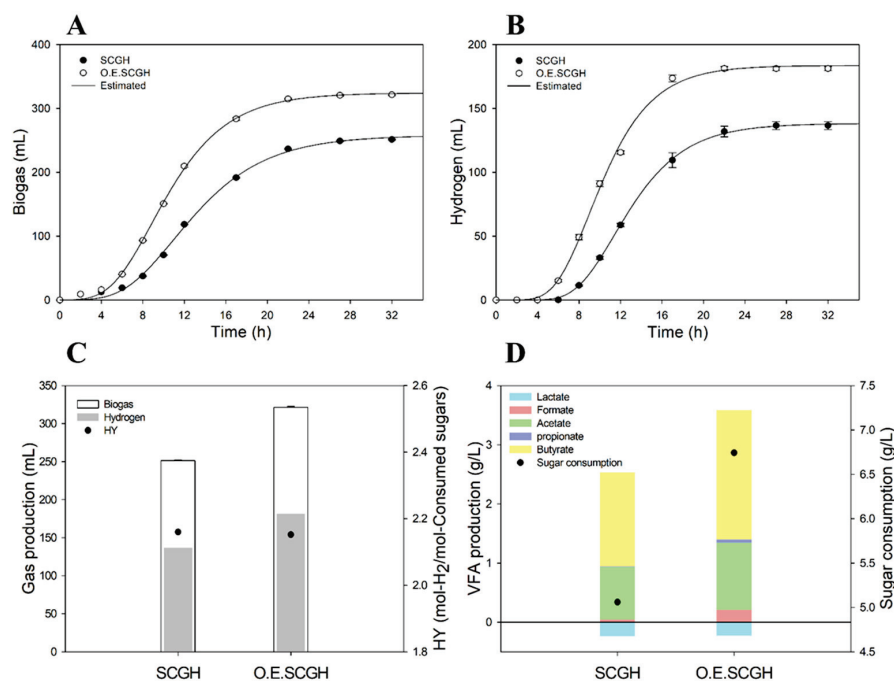 A
400
300
200
100
0
Biogas (mL)
SCGH
O.E.SCGH
Estimated
0 4 8 12 16 20 24 28 32
Time (h)
B
200
150
100
50
0
Hydrogen (mL)
SCGH
O.E.SCGH
Estimated
0 4 8 12 16 20 24 28 32
Time (h)
C
350
300
250
200
150
100
50
0
Gas production (mL)
Biogas
Hydrogen
HY
2.6
2.4
2.2
2.0
1.8
HY (mol-H2/mol-Consumed sugars)
SCGH O.E.SCGH
D
4
3
2
1
0
VFA production (g/L)
Lactate
Formate
Acetate
propionate
Butyrate
Sugar consumption
7.5
7.0
6.5
6.0
5.5
5.0
4.5
Sugar consumption (g/L)
SCGH O.E.SCGH